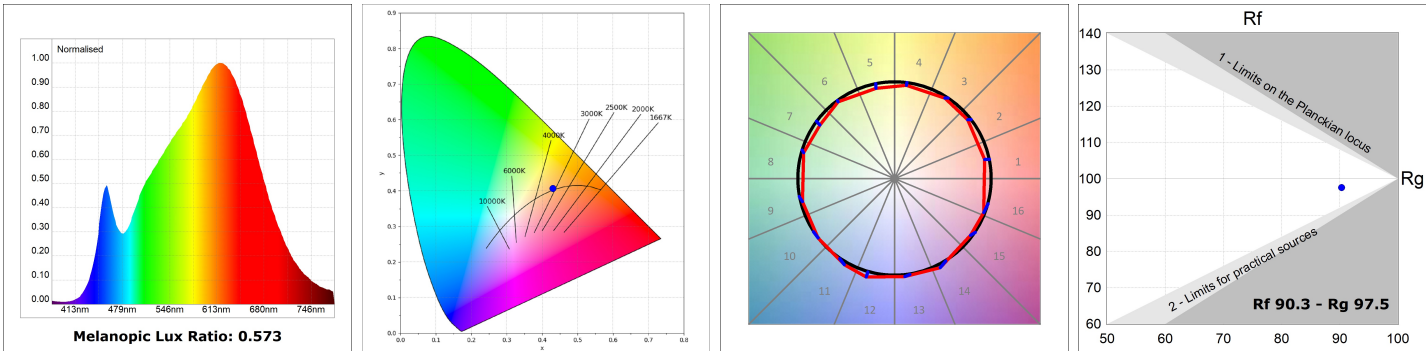 Normalised
1.00
0.90
0.80
0.70
0.60
0.50
0.40
0.30
0.20
0.10
0.00
413nm 479nm 546nm 613nm 680nm 746nm
Melanopic Lux Ratio: 0.573
0.9
0.8
0.7
0.6
0.5
0.4
0.3
0.2
0.1
0.0
y
0.0 0.1 0.2 0.3 0.4 0.5 0.6 0.7 0.8
x
10000K
6000K
4000K
3000K
2500K
2000K
1667K
1
2
3
4
5
6
7
8
9
10
11
12
13
14
15
16
Rf
140
130
120
110
100
90
80
70
60
50 60 70 80 90 100
Rg
1 - Limits on the Planckian locus
2 - Limits for practical sources
Rf 90.3 - Rg 97.5